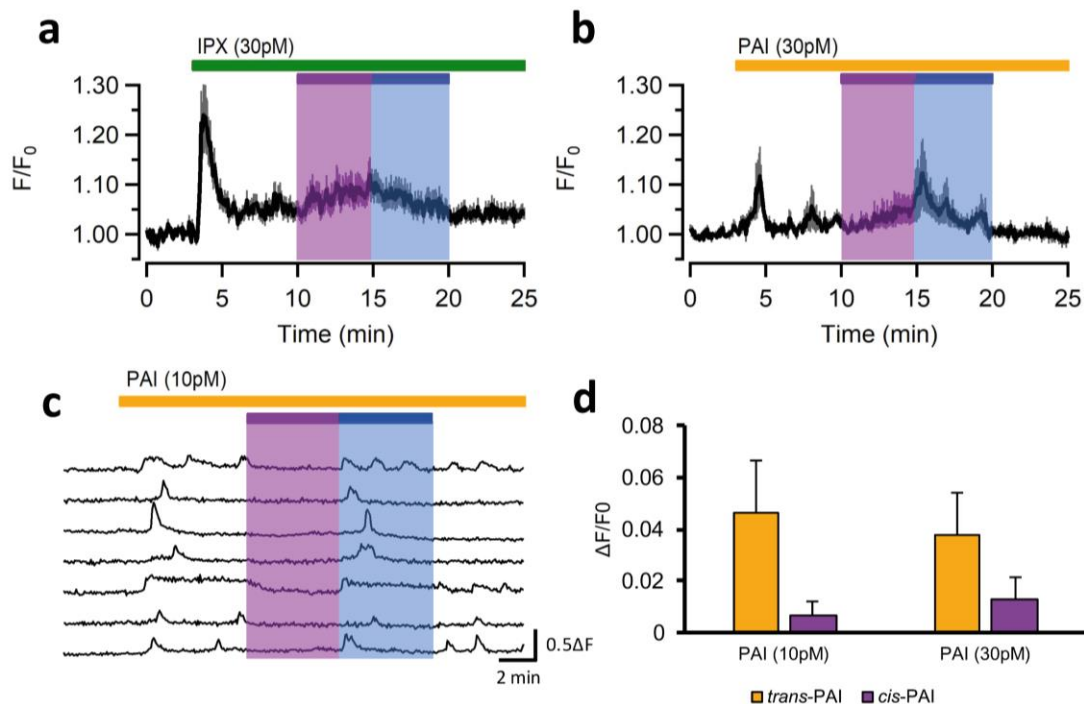 a
IPX (30pM)
1.30
1.20
1.10
1.00
F/F0
0 5 10 15 20 25
Time (min)
b
PAI (30pM)
1.30
1.20
1.10
1.00
F/F0
0 5 10 15 20 25
Time (min)
c
PAI (10pM)
0.5ΔF
2 min
d
0.08
0.06
0.04
0.02
0
ΔF/F0
PAI (10pM) PAI (30pM)
trans-PAI cis-PAI